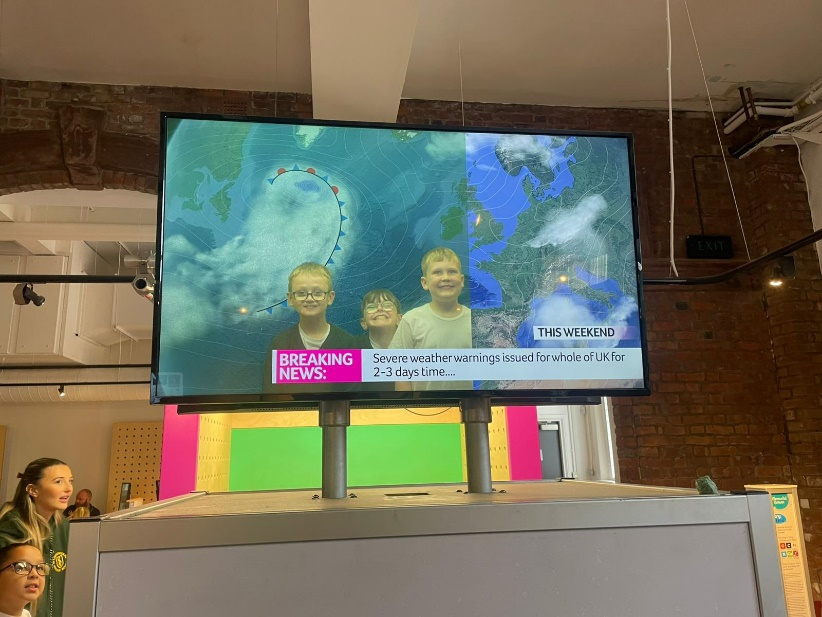 THIS WEEKEND
BREAKING
NEWS:
Severe weather warnings issued for whole of UK for
2-3 days time....
EXIT